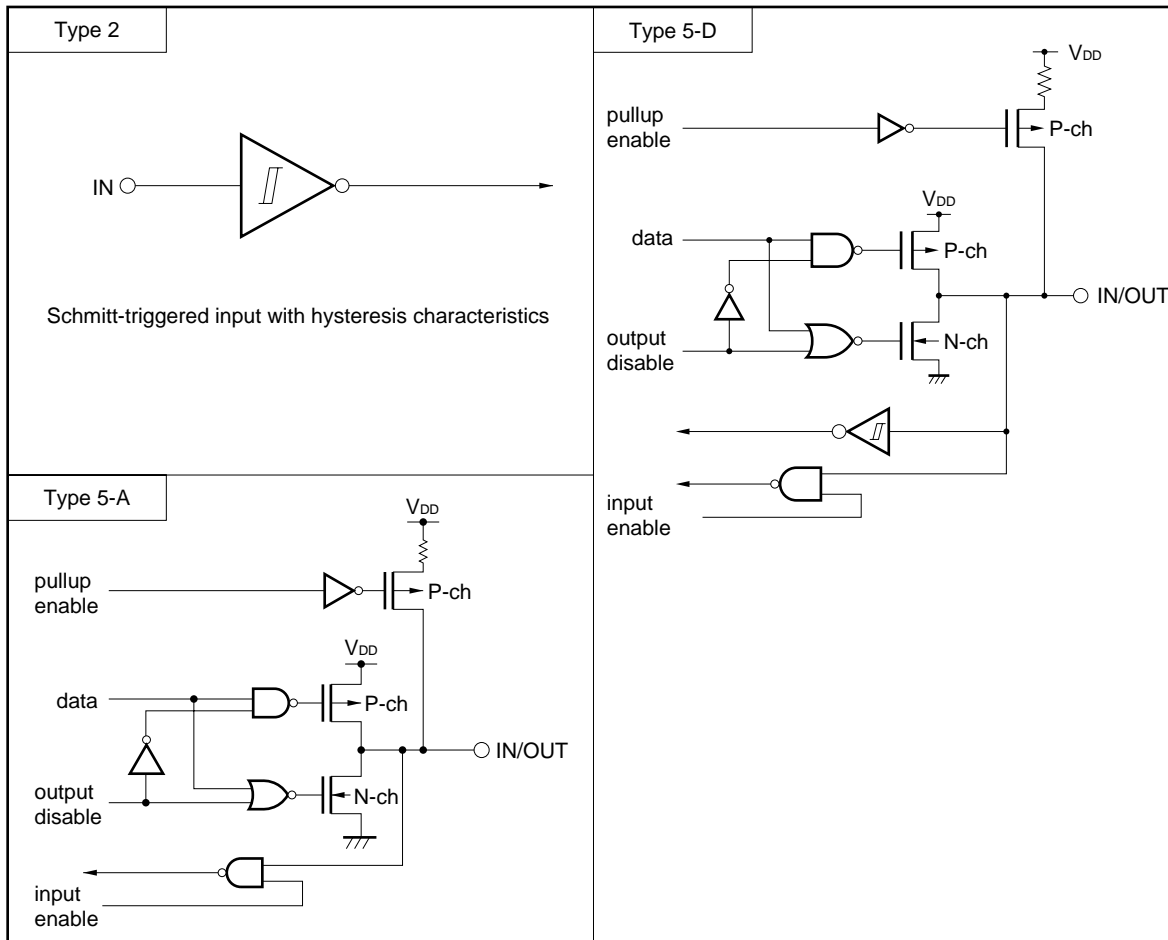 Type 2
IN
Schmitt-triggered input with hysteresis characteristics
Type 5-A
VDD
pullup
enable
P-ch
VDD
data
P-ch
IN/OUT
output
disable
N-ch
input
enable
Type 5-D
VDD
pullup
enable
P-ch
VDD
data
P-ch
IN/OUT
output
disable
N-ch
input
enable